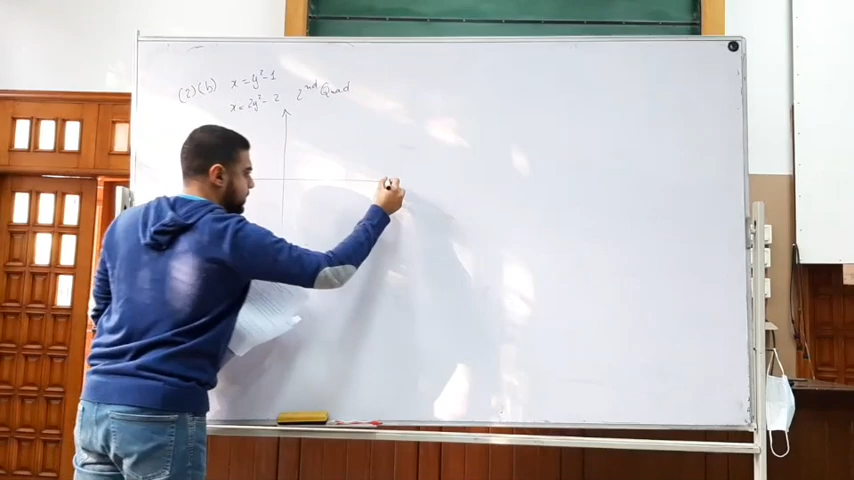 (2)(b) x = y² - 1
x = 2y² - 2 2nd Quad